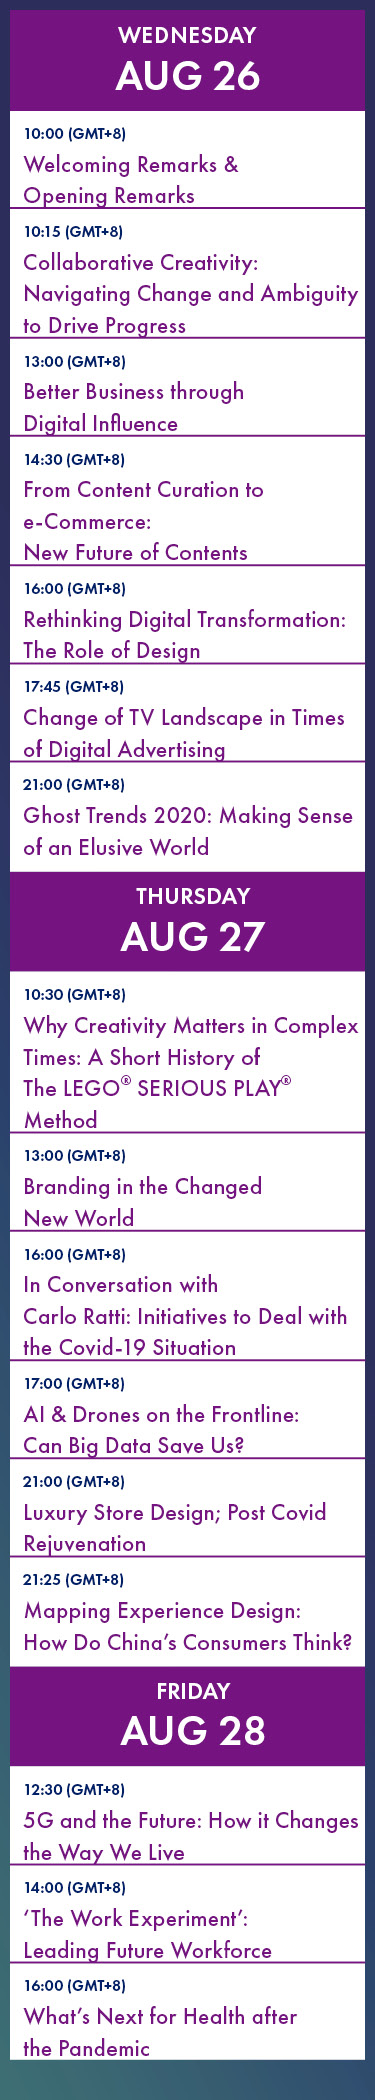 WEDNESDAY
AUG 26
10:00 (GMT+8)
Welcoming Remarks &
Opening Remarks
10:15 (GMT+8)
Collaborative Creativity:
Navigating Change and Ambiguity
to Drive Progress
13:00 (GMT+8)
Better Business through
Digital Influence
14:30 (GMT+8)
From Content Curation to
e-Commerce:
New Future of Contents
16:00 (GMT+8)
Rethinking Digital Transformation:
The Role of Design
17:45 (GMT+8)
Change of TV Landscape in Times
of Digital Advertising
21:00 (GMT+8)
Ghost Trends 2020: Making Sense
of an Elusive World
THURSDAY
AUG 27
10:30 (GMT+8)
Why Creativity Matters in Complex
Times: A Short History of
The LEGO® SERIOUS PLAY®
Method
13:00 (GMT+8)
Branding in the Changed
New World
16:00 (GMT+8)
In Conversation with
Carlo Ratti: Initiatives to Deal with
the Covid-19 Situation
17:00 (GMT+8)
AI & Drones on the Frontline:
Can Big Data Save Us?
21:00 (GMT+8)
Luxury Store Design; Post Covid
Rejuvenation
21:25 (GMT+8)
Mapping Experience Design:
How Do China’s Consumers Think?
FRIDAY
AUG 28
12:30 (GMT+8)
5G and the Future: How it Changes
the Way We Live
14:00 (GMT+8)
‘The Work Experiment’:
Leading Future Workforce
16:00 (GMT+8)
What’s Next for Health after
the Pandemic